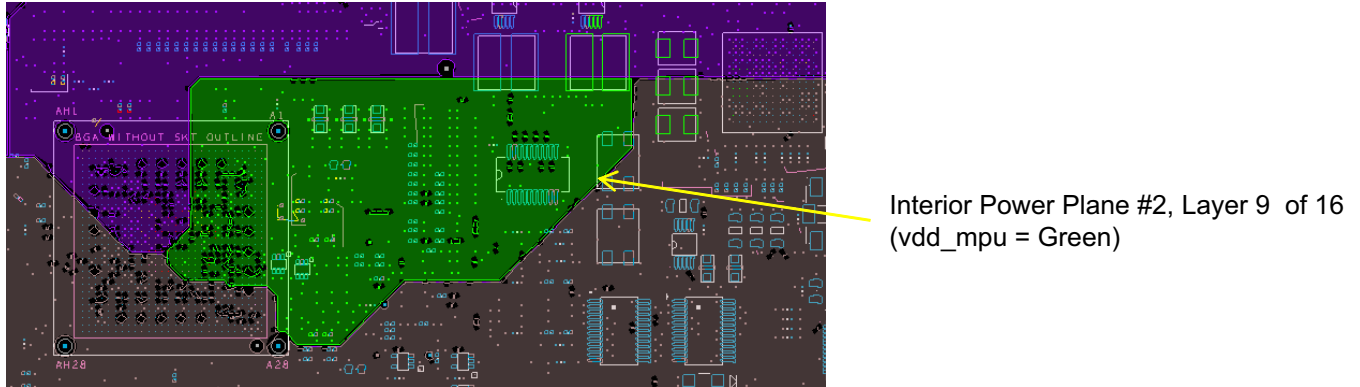 AH1
A1
BGA WITHOUT SKT OUTLINE
AH28
A28
Interior Power Plane #2, Layer 9 of 16
(vdd_mpu = Green)